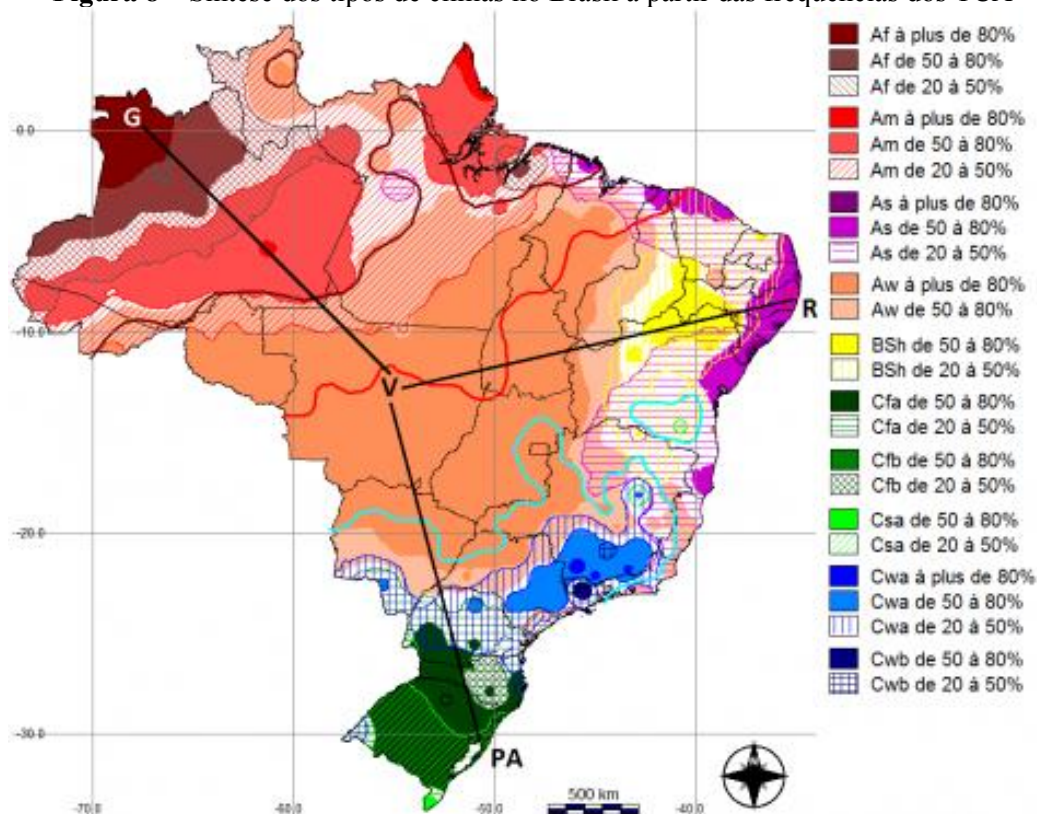 Figura 6 – Síntese dos tipos de climas no Brasil a partir das frequências dos TCA
Af à plus de 80%
Af de 50 à 80%
Af de 20 à 50%
Am à plus de 80%
Am de 50 à 80%
Am de 20 à 50%
As à plus de 80%
As de 50 à 80%
As de 20 à 50%
Aw à plus de 80%
Aw de 50 à 80%
BSh de 50 à 80%
BSh de 20 à 50%
Cfa de 50 à 80%
Cfa de 20 à 50%
Cfb de 50 à 80%
Cfb de 20 à 50%
Csa de 50 à 80%
Csa de 20 à 50%
Cwa à plus de 80%
Cwa de 50 à 80%
Cwa de 20 à 50%
Cwb de 50 à 80%
Cwb de 20 à 50%
G
0.0
R
-10.0
V
-20.0
-30.0
PA
500 km
-70.0
-60.0
-50.0
-40.0